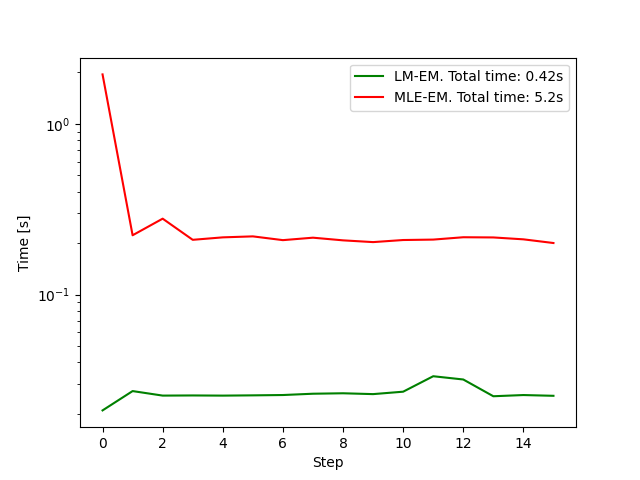 LM-EM. Total time: 0.42s
MLE-EM. Total time: 5.2s
10⁰
10⁻¹
Time [s]
0 2 4 6 8 10 12 14
Step